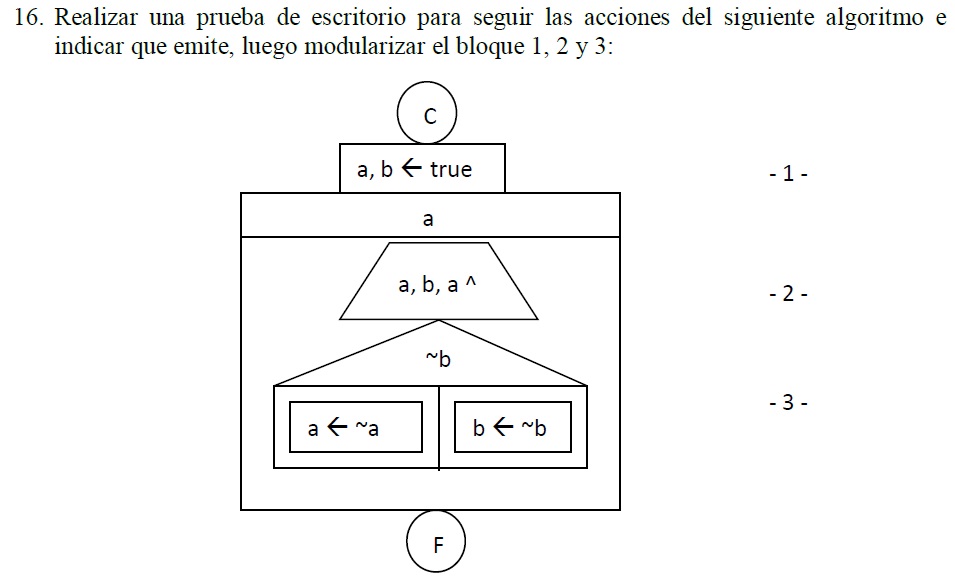 16. Realizar una prueba de escritorio para seguir las acciones del siguiente algoritmo e
indicar que emite, luego modularizar el bloque 1, 2 y 3:
C
a, b ← true
- 1 -
a
a, b, a ^
- 2 -
~b
- 3 -
a ← ~a
b ← ~b
F